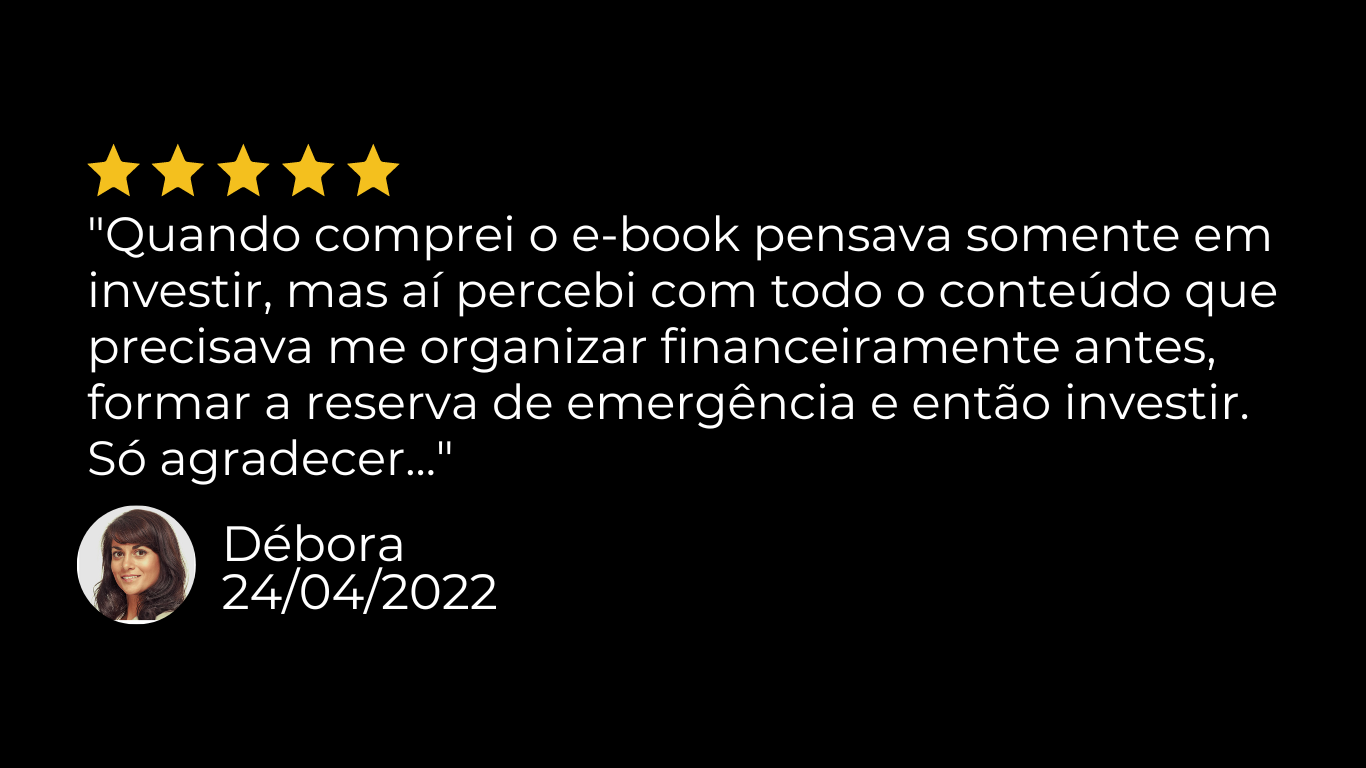 "Quando comprei o e-book pensava somente em
investir, mas aí percebi com todo o conteúdo que
precisava me organizar financeiramente antes,
formar a reserva de emergência e então investir.
Só agradecer..."
Débora
24/04/2022